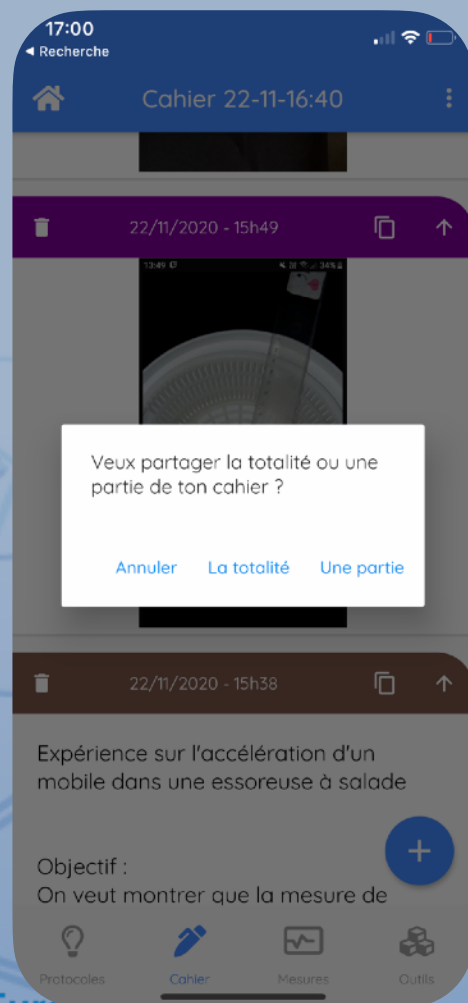 17:00
◀ Recherche
Cahier 22-11-16:40
22/11/2020 - 15h49
13:49
34%
Veux partager la totalité ou une
partie de ton cahier ?
Annuler La totalité Une partie
22/11/2020 - 15h38
Expérience sur l'accélération d'un
mobile dans une essoreuse à salade
Objectif :
On veut montrer que la mesure de
Protocoles Cahier Mesures Outils